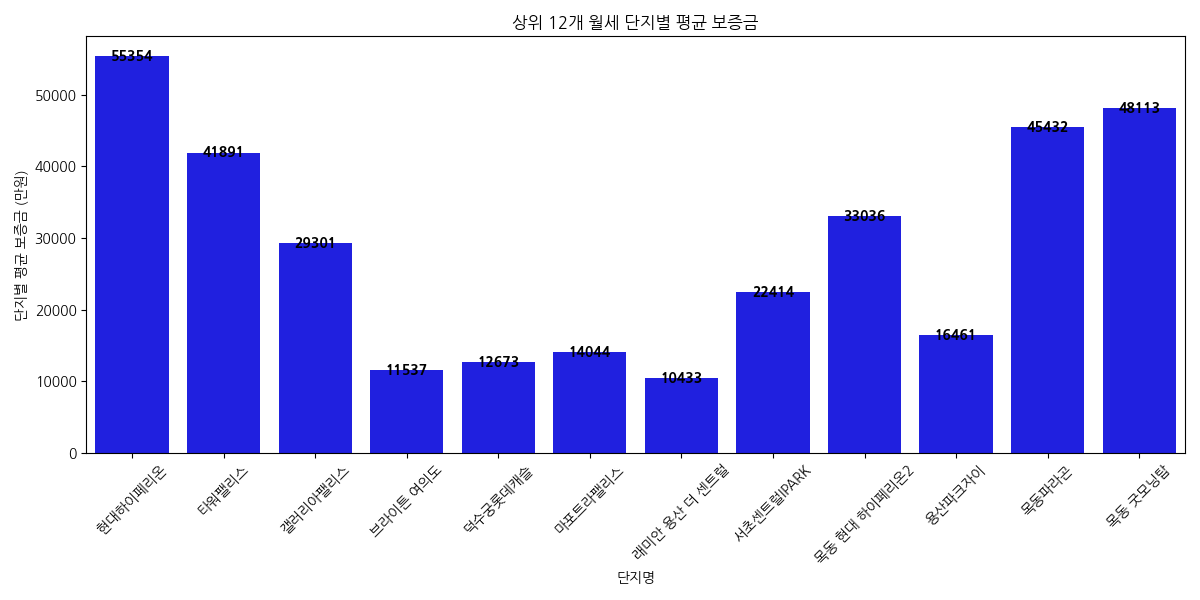 상위 12개 월세 단지별 평균 보증금
단지별 평균 보증금 (만원)
50000
40000
30000
20000
10000
0
55354
41891
29301
11537
12673
14044
10433
22414
33036
16461
45432
48113
현대하이페리온
타워팰리스
갤러리아팰리스
브라이튼 여의도
덕수궁롯데캐슬
마포트라팰리스
래미안 용산 더 센트럴
서초센트럴IPARK
목동 현대 하이페리온2
용산파크자이
목동파라곤
목동 굿모닝탑
단지명